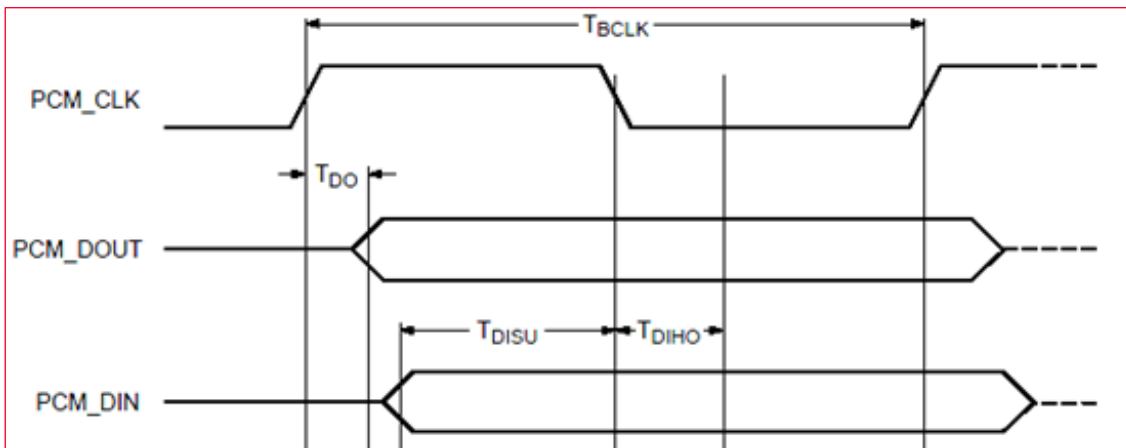 TBCLK
PCM_CLK
TDO
PCM_DOUT
TDISU TDIHO
PCM_DIN